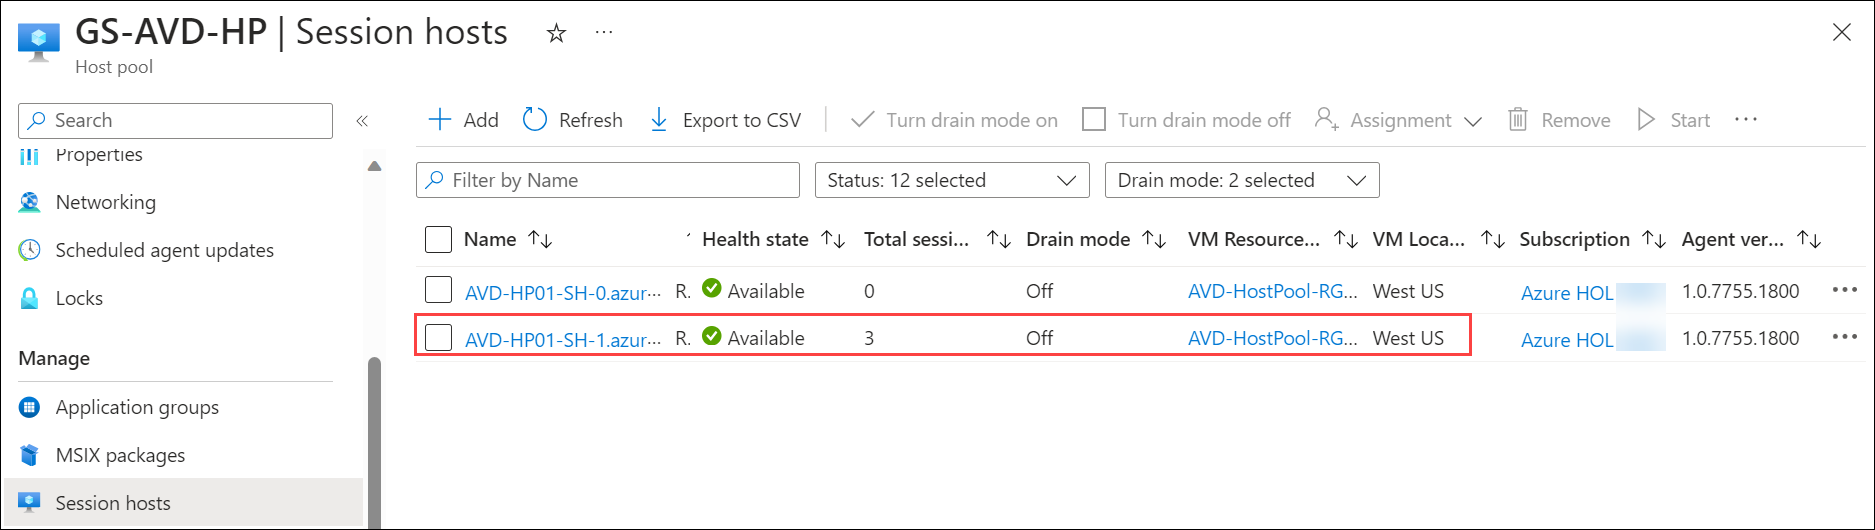 GS-AVD-HP | Session hosts
Host pool
Search
Properties
Networking
Scheduled agent updates
Locks
Manage
Application groups
MSIX packages
Session hosts
Add Refresh Export to CSV Turn drain mode on Turn drain mode off Assignment Remove Start ...
Filter by Name Status: 12 selected Drain mode: 2 selected
Name Health state Total sessi... Drain mode VM Resource... VM Loca... Subscription Agent ver...
AVD-HP01-SH-0.azur... R. Available 0 Off AVD-HostPool-RG... West US Azure HOL 1.0.7755.1800
AVD-HP01-SH-1.azur... R. Available 3 Off AVD-HostPool-RG... West US Azure HOL 1.0.7755.1800